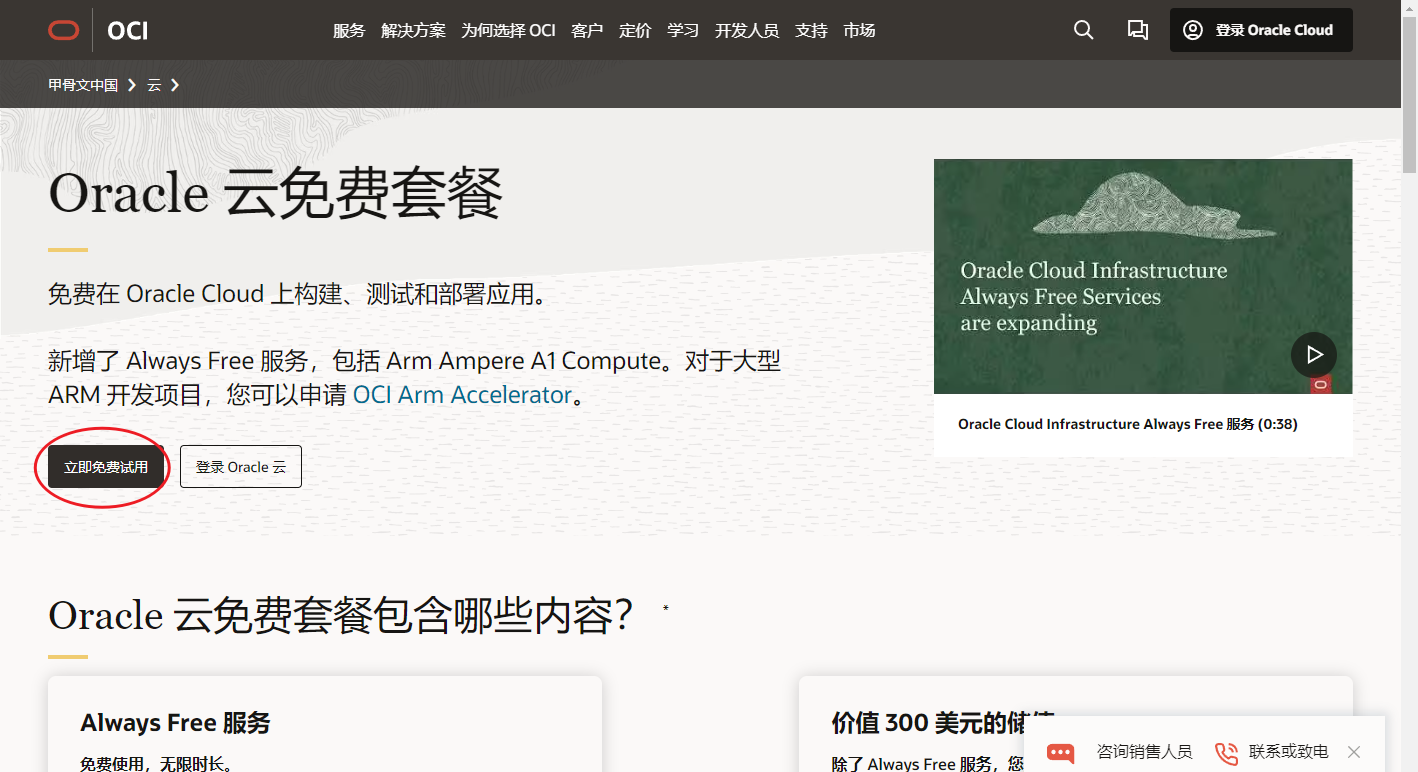 OCI
服务 解决方案 为何选择 OCI 客户 定价 学习 开发人员 支持 市场
登录 Oracle Cloud
甲骨文中国 云
Oracle 云免费套餐
免费在 Oracle Cloud 上构建、测试和部署应用。
新增了 Always Free 服务，包括 Arm Ampere A1 Compute。对于大型
ARM 开发项目，您可以申请 OCI Arm Accelerator。
立即免费试用
登录 Oracle 云
Oracle Cloud Infrastructure
Always Free Services
are expanding
Oracle Cloud Infrastructure Always Free 服务 (0:38)
Oracle 云免费套餐包含哪些内容？ *
Always Free 服务
免费使用，无限时长。
价值 300 美元的储值
除了 Always Free 服务，您
咨询销售人员
联系或致电